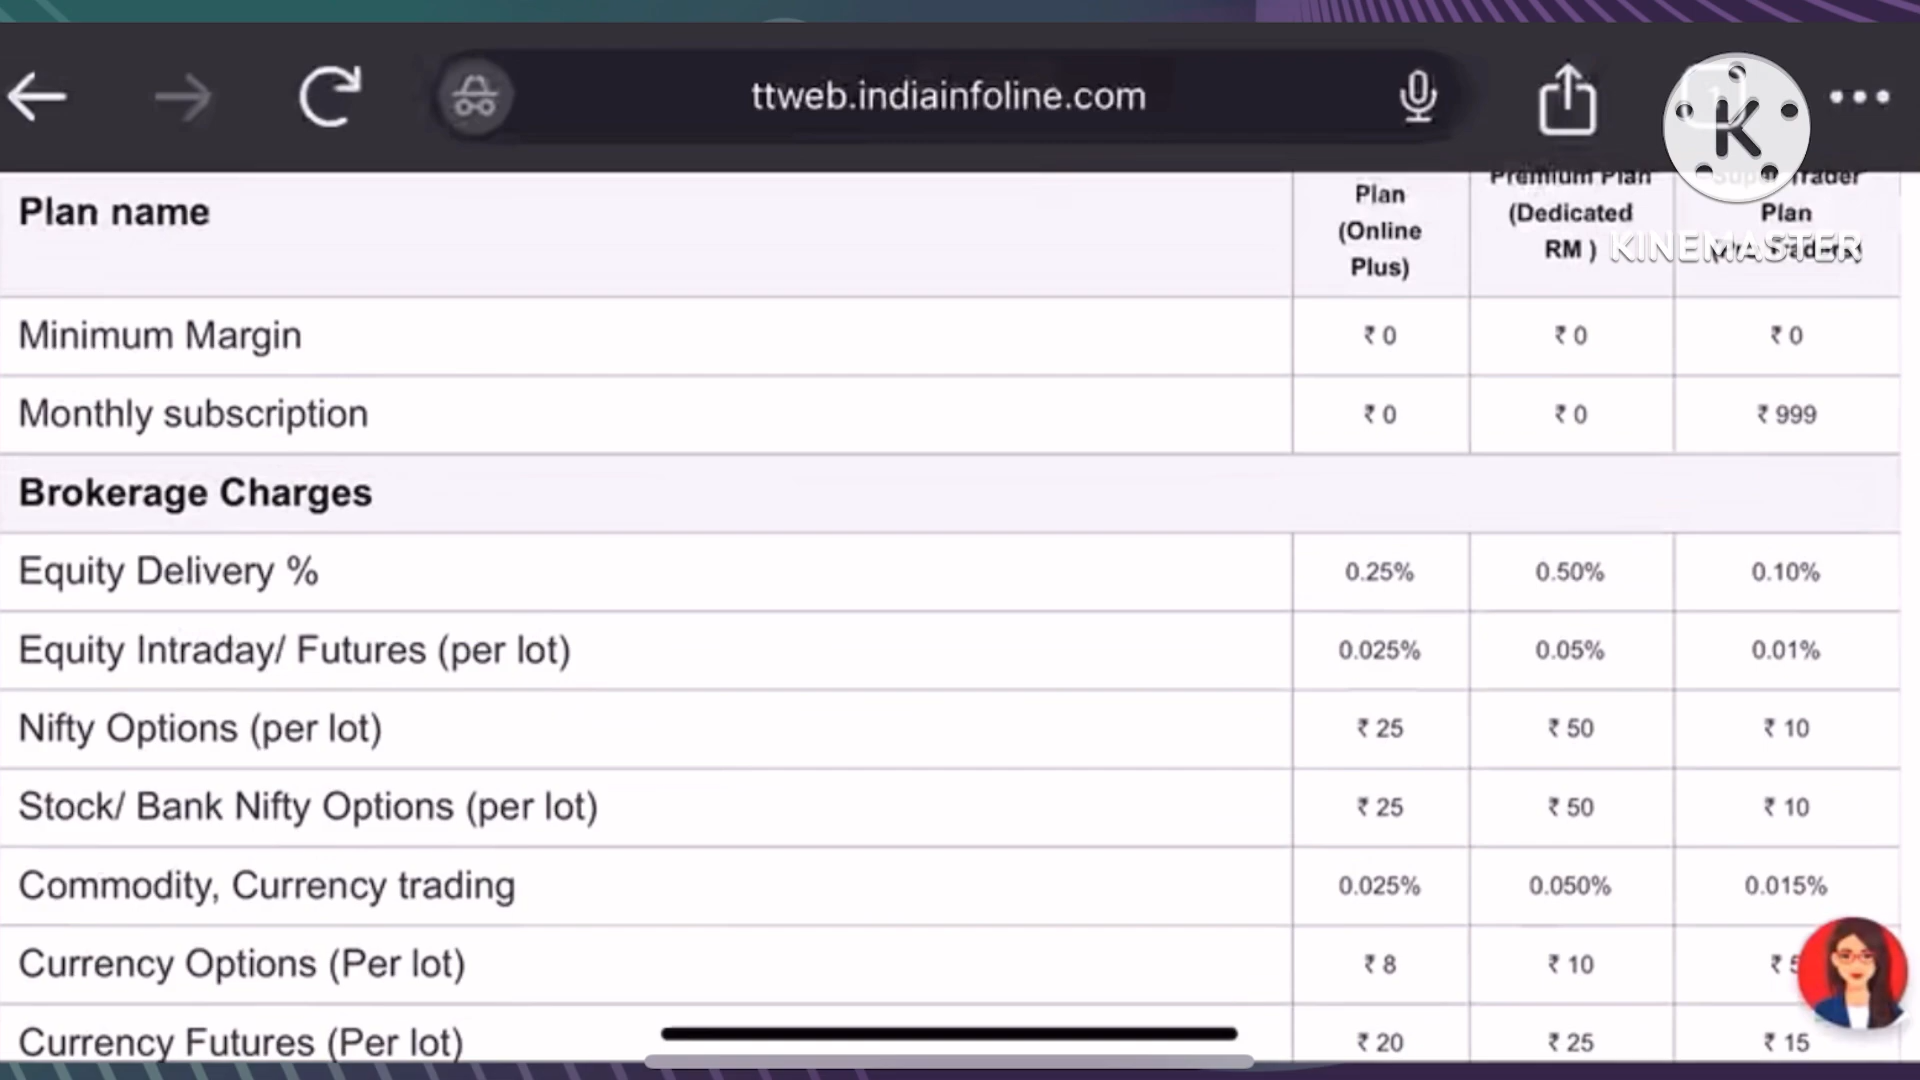 ttweb.indiainfoline.com
K
KINEMASTER
Plan name
Plan (Online Plus)
Premium Plan (Dedicated RM )
Trader Plan
Minimum Margin ₹ 0 ₹ 0 ₹ 0
Monthly subscription ₹ 0 ₹ 0 ₹ 999
Brokerage Charges
Equity Delivery % 0.25% 0.50% 0.10%
Equity Intraday/ Futures (per lot) 0.025% 0.05% 0.01%
Nifty Options (per lot) ₹ 25 ₹ 50 ₹ 10
Stock/ Bank Nifty Options (per lot) ₹ 25 ₹ 50 ₹ 10
Commodity, Currency trading 0.025% 0.050% 0.015%
Currency Options (Per lot) ₹ 8 ₹ 10 ₹
Currency Futures (Per lot) ₹ 20 ₹ 25 ₹ 15